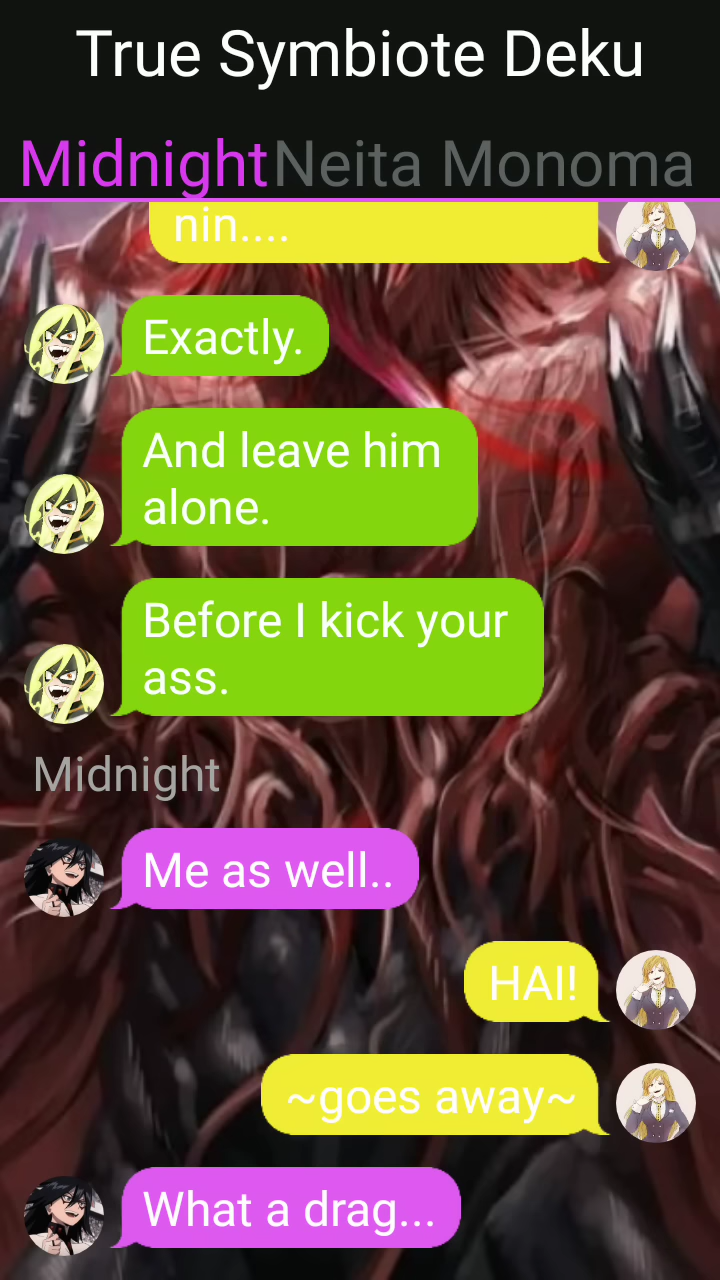 True Symbiote Deku
Midnight Neita Monoma
nin....
Exactly.
And leave him
alone.
Before I kick your
ass.
Midnight
Me as well..
HAI!
~goes away~
What a drag...